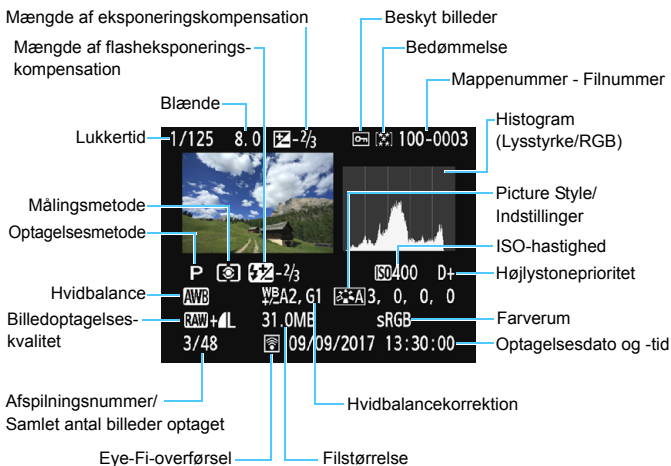 Mængde af eksponeringskompensation
Beskyt billeder
Mængde af flasheksponerings-
kompensation
Bedømmelse
Mappenummer - Filnummer
Blænde
Histogram
(Lysstyrke/RGB)
Lukkertid
1/125 8.0 -2/3 100-0003
Målingsmetode
Picture Style/
Indstillinger
Optagelsesmetode
ISO-hastighed
P -2/3 ISO400 D+
Højlystoneprioritet
Hvidbalance
AWB WB A2, G1 A 3, 0, 0, 0
Billedoptagelses-
kvalitet
RAW+L 31.0MB sRGB
Farverum
3/48 09/09/2017 13:30:00
Optagelsesdato og -tid
Afspilningsnummer/
Samlet antal billeder optaget
Hvidbalancekorrektion
Eye-Fi-overførsel
Filstørrelse